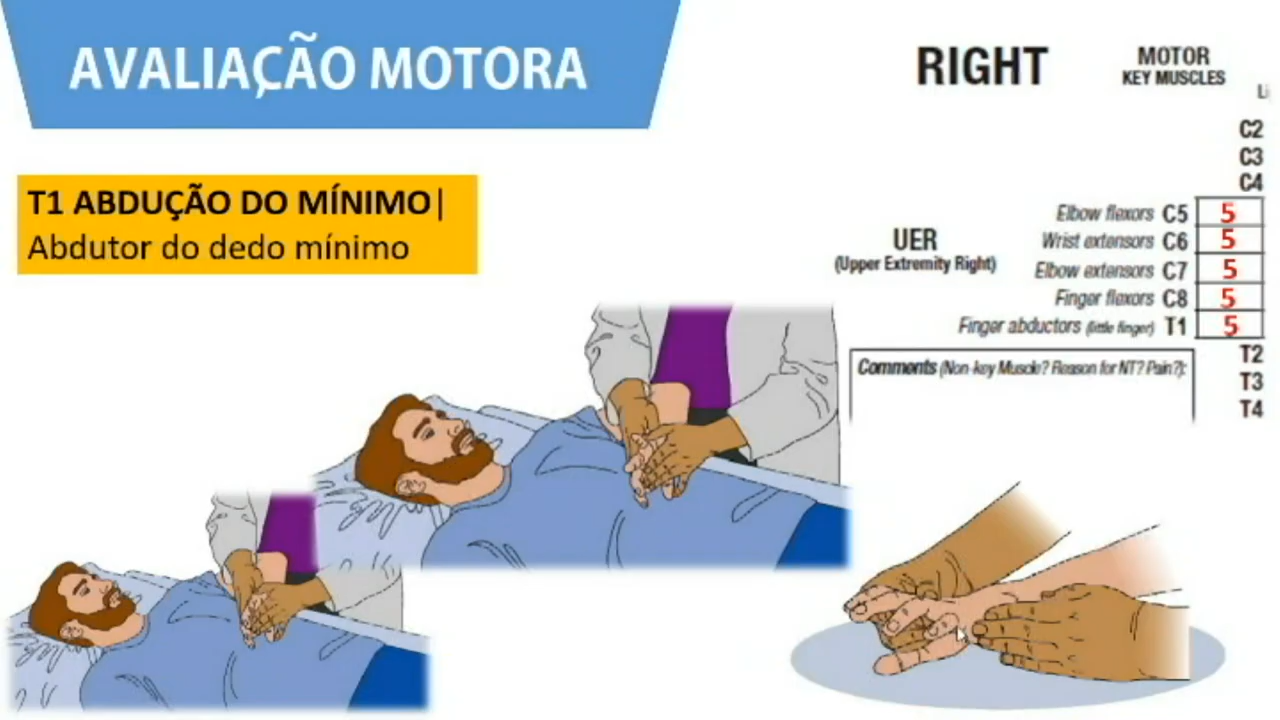 AVALIAÇÃO MOTORA
T1 ABDUÇÃO DO MÍNIMO|
Abdutor do dedo mínimo
RIGHT
MOTOR
KEY MUSCLES
C2
C3
C4
Elbow flexors C5 5
Wrist extensors C6 5
Elbow extensors C7 5
Finger flexors C8 5
Finger abductors (little finger) T1 5
UER
(Upper Extremity Right)
Comments (Non-key Muscle? Reason for NT? Pain?):
T2
T3
T4